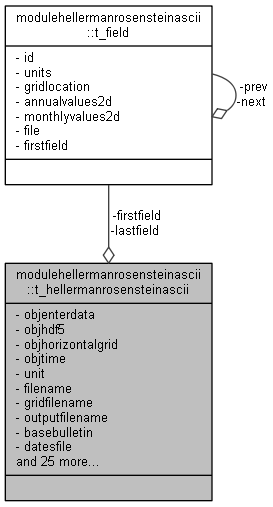 modulehellermanrosensteinascii
::t_field
- id
- units
- gridlocation
- annualvalues2d
- monthlyvalues2d
- file
- firstfield
-prev
-next
-firstfield
-lastfield
modulehellermanrosensteinascii
::t_hellermanrosensteinascii
- objenterdata
- objhdf5
- objhorizontalgrid
- objtime
- unit
- filename
- gridfilename
- outputfilename
- basebulletin
- datesfile
and 25 more...